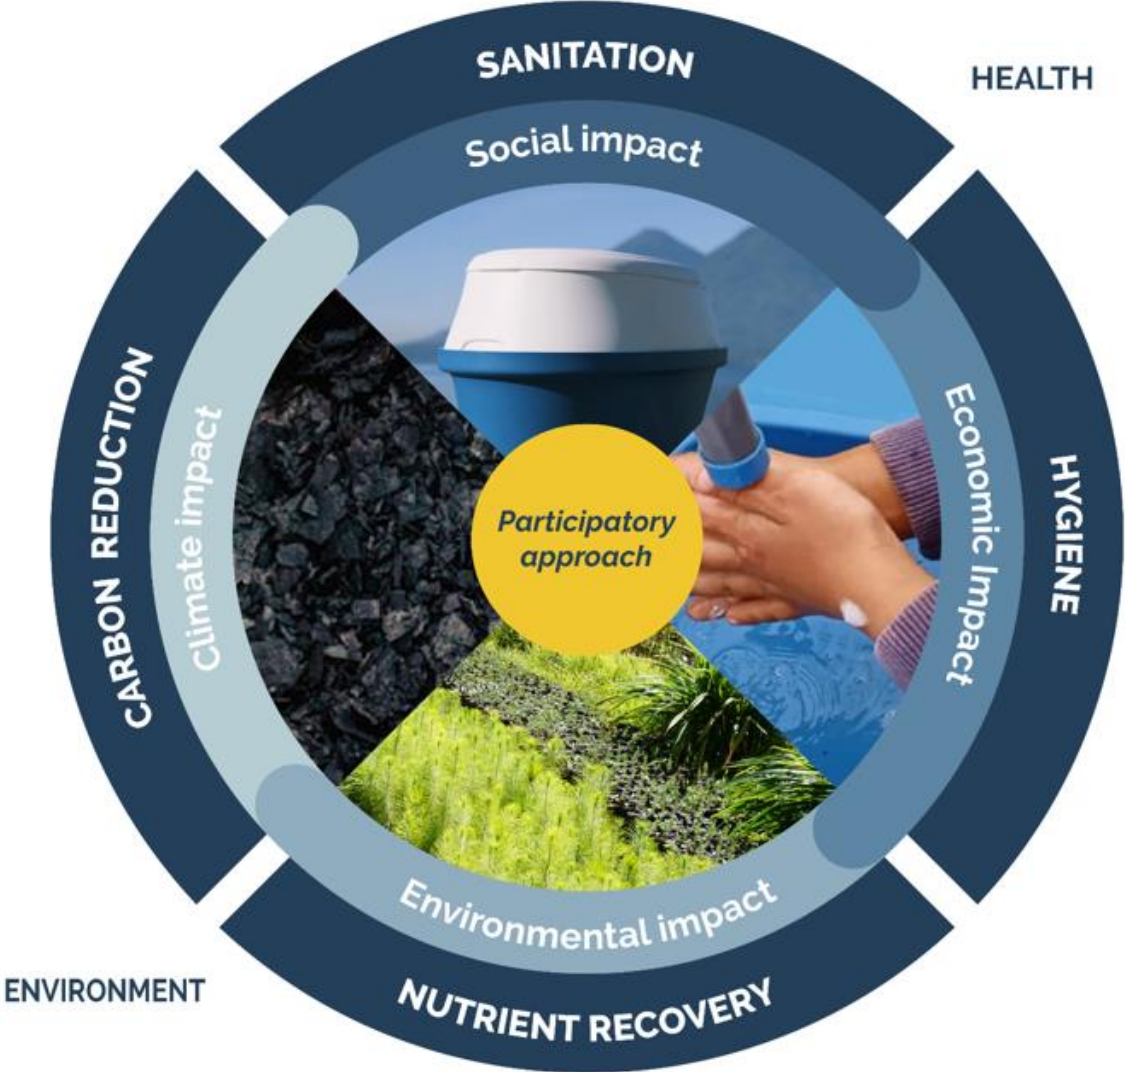 SANITATION
HEALTH
Social impact
CARBON REDUCTION
Climate impact
Participatory
approach
Economic Impact
HYGIENE
Environmental impact
ENVIRONMENT
NUTRIENT RECOVERY